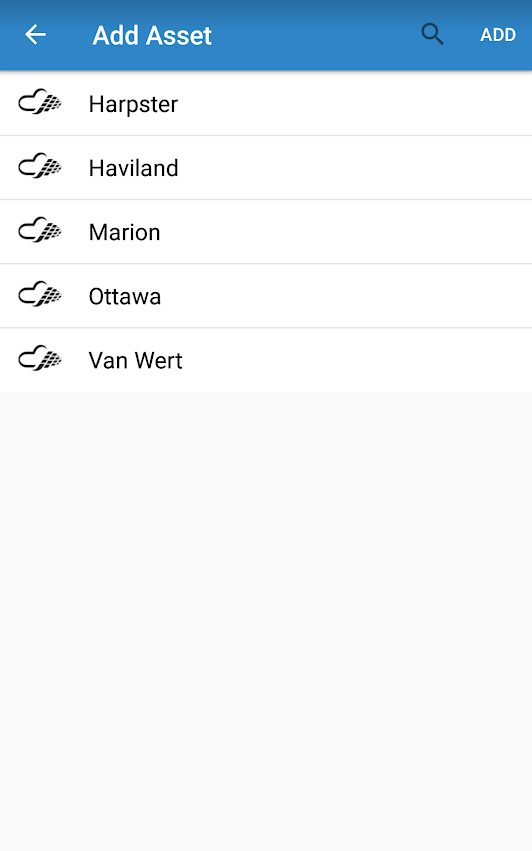 Add Asset ADD
Harpster
Haviland
Marion
Ottawa
Van Wert